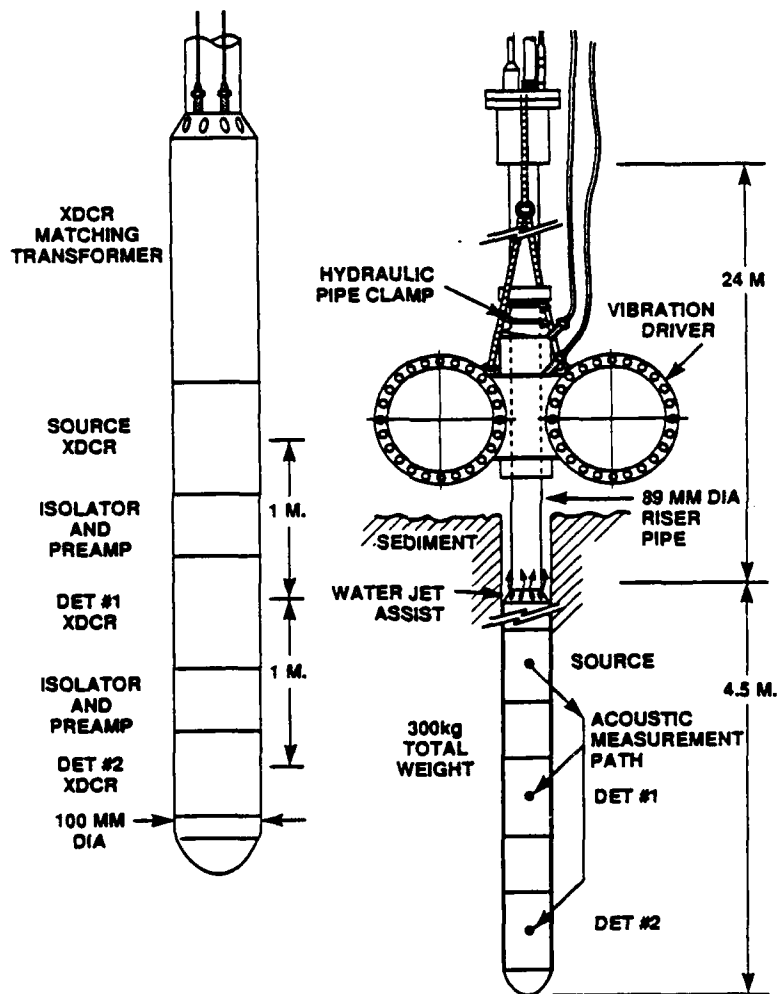 XDCR
MATCHING
TRANSFORMER
SOURCE
XDCR
1 M.
ISOLATOR
AND
PREAMP
DET #1
XDCR
1 M.
ISOLATOR
AND
PREAMP
DET #2
XDCR
100 MM
DIA
24 M
HYDRAULIC
PIPE CLAMP
VIBRATION
DRIVER
89 MM DIA
RISER
PIPE
SEDIMENT
WATER JET
ASSIST
SOURCE
4.5 M.
300kg
TOTAL
WEIGHT
ACOUSTIC
MEASUREMENT
PATH
DET #1
DET #2